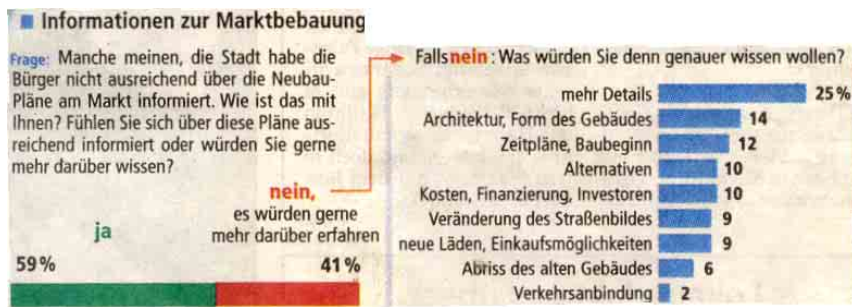 Informationen zur Marktbebauung
Frage: Manche meinen, die Stadt habe die
Bürger nicht ausreichend über die Neubau-
Pläne am Markt informiert. Wie ist das mit
Ihnen? Fühlen Sie sich über diese Pläne aus-
reichend informiert oder würden Sie gerne
mehr darüber wissen?
nein,
es würden gerne
mehr darüber erfahren
ja
59%
41%
Falls nein: Was würden Sie denn genauer wissen wollen?
mehr Details 25%
Architektur, Form des Gebäudes 14
Zeitpläne, Baubeginn 12
Alternativen 10
Kosten, Finanzierung, Investoren 10
Veränderung des Straßenbildes 9
neue Läden, Einkaufsmöglichkeiten 9
Abriss des alten Gebäudes 6
Verkehrsanbindung 2